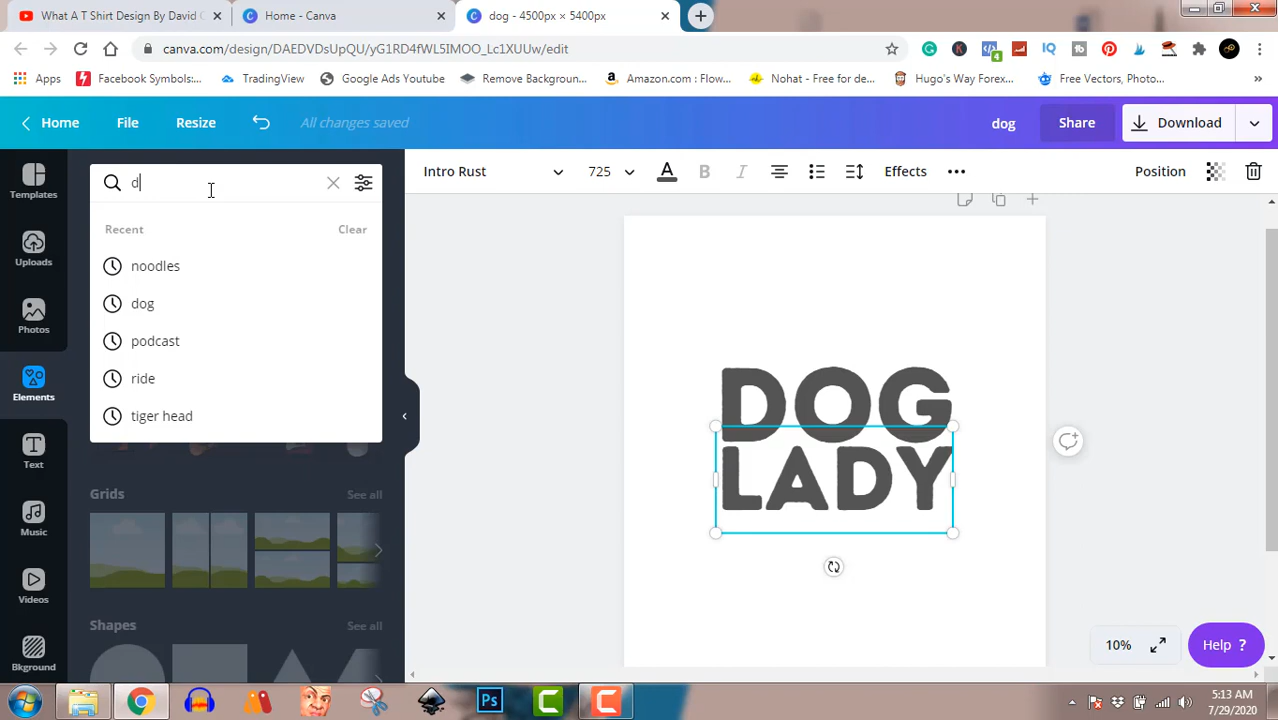 What A T Shirt Design By David C
Home - Canva
dog - 4500px × 5400px
canva.com/design/DAEDVDsUpQU/yG1RD4fWL5IMOO_Lc1XUUw/edit
Apps
Facebook Symbols:...
TradingView
Google Ads Youtube
Remove Backgroun...
Amazon.com : Flow...
Nohat - Free for de...
Hugo's Way Forex...
Free Vectors, Photo...
Home
File
Resize
All changes saved
dog
Share
Download
Templates
Uploads
Photos
Elements
Text
Music
Videos
Bkground
d
Recent
Clear
noodles
dog
podcast
ride
tiger head
Grids
See all
Shapes
See all
Intro Rust
725
A
B
Effects
Position
DOG
LADY
10%
Help ?
5:13 AM
7/29/2020